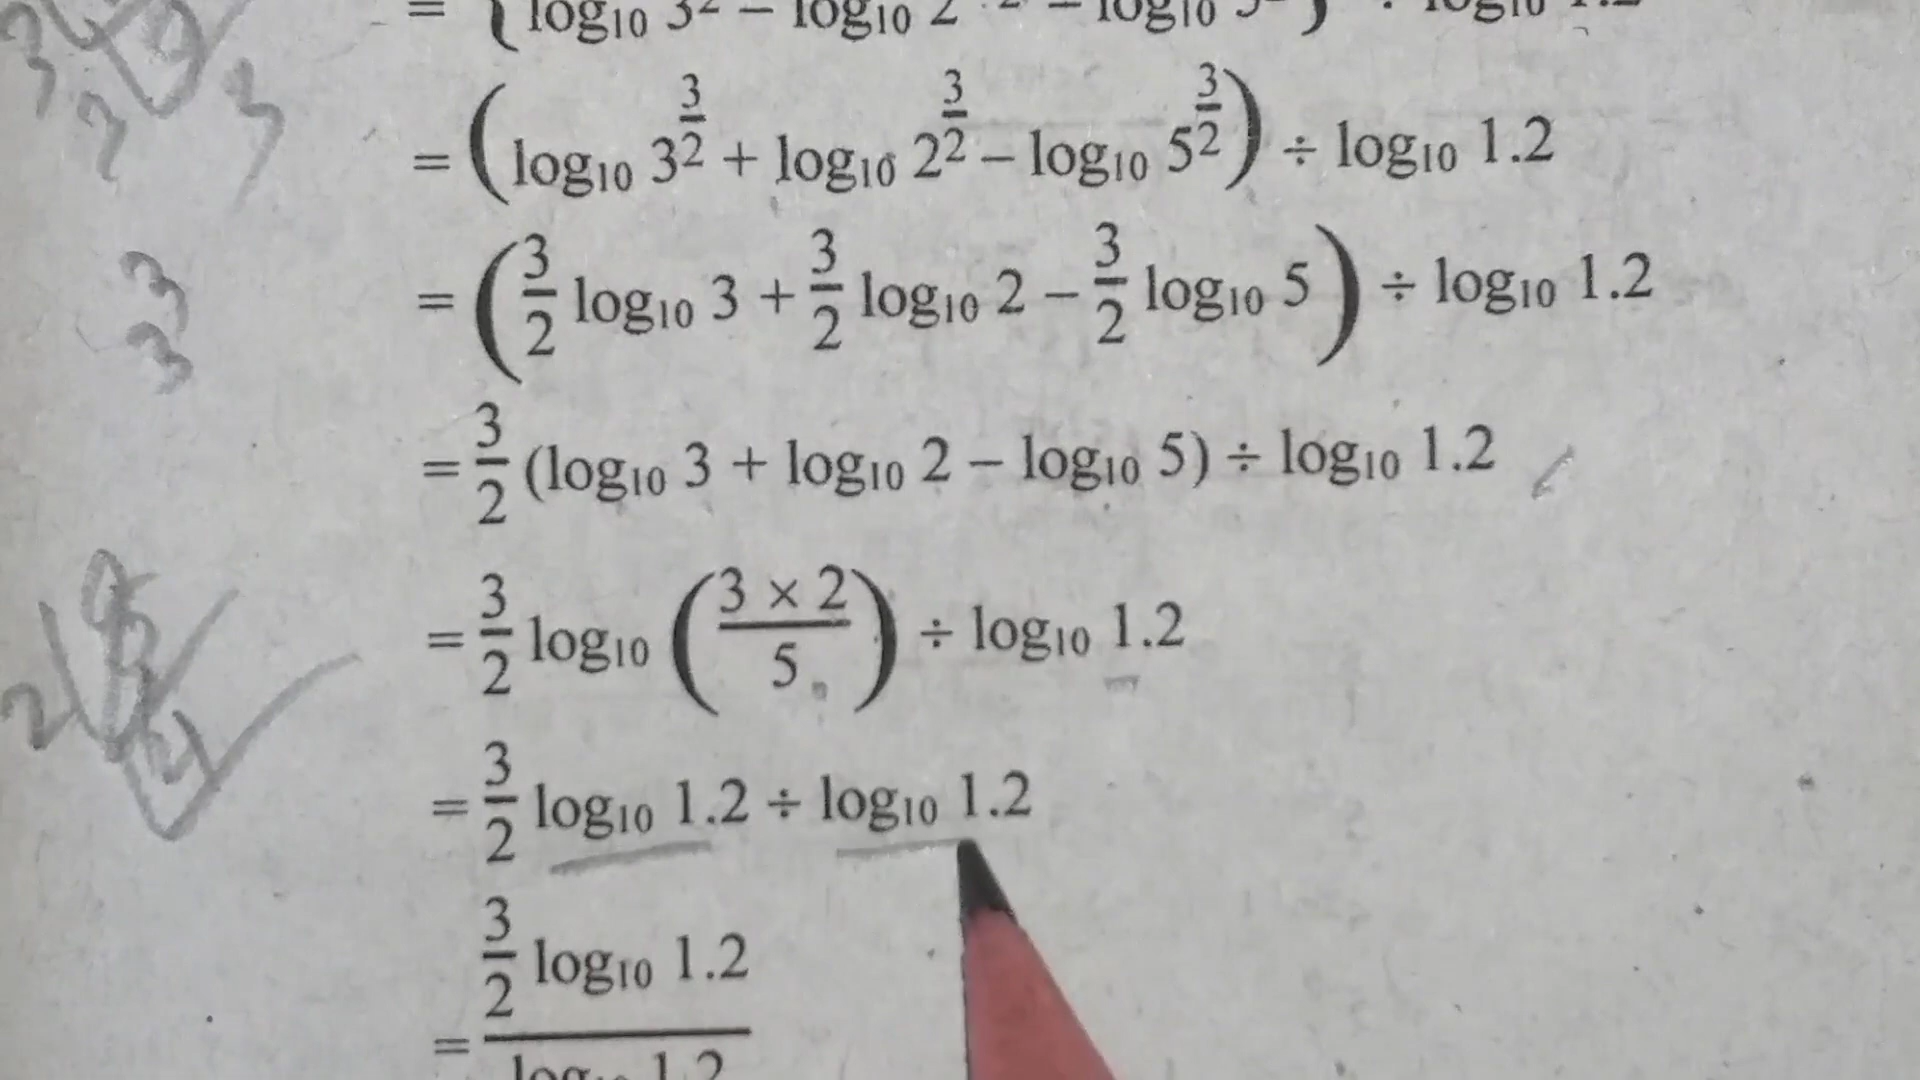 = (log₁₀ 3^(3/2) + log₁₀ 2^(3/2) – log₁₀ 5^(3/2)) ÷ log₁₀ 1.2
= (3/2 log₁₀ 3 + 3/2 log₁₀ 2 – 3/2 log₁₀ 5) ÷ log₁₀ 1.2
= 3/2 (log₁₀ 3 + log₁₀ 2 – log₁₀ 5) ÷ log₁₀ 1.2
= 3/2 log₁₀ ((3 × 2)/5) ÷ log₁₀ 1.2
= 3/2 log₁₀ 1.2 ÷ log₁₀ 1.2
= (3/2 log₁₀ 1.2)/(log₁₀ 1.2)